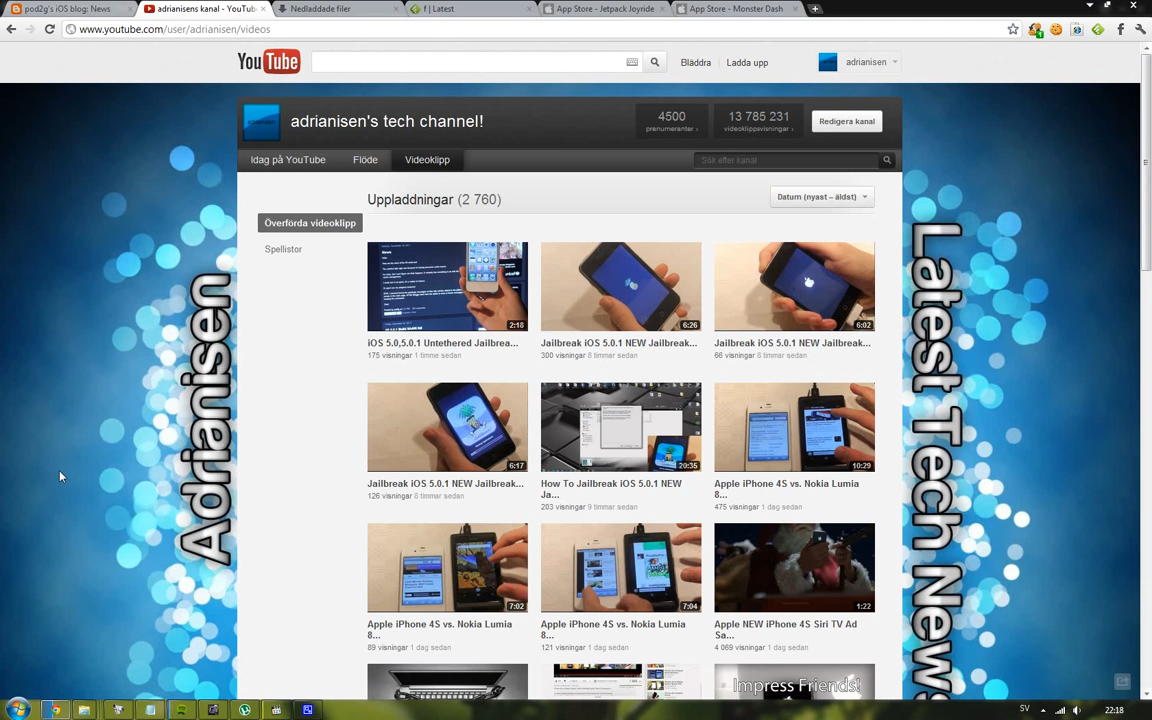 pod2g's iOS blog: News
adrianisens kanal - YouTub
Nedladdade filer
f | Latest
App Store - Jetpack Joyride
App Store - Monster Dash
www.youtube.com/user/adrianisen/videos
YouTube
Bläddra
Ladda upp
adrianisen
adrianisen's tech channel!
4500
prenumeranter ›
13 785 231
videoklippsvisningar ›
Redigera kanal
Idag på YouTube
Flöde
Videoklipp
Sök efter kanal
Uppladdningar (2 760)
Datum (nyast – äldst)
Överförda videoklipp
Spellistor
2:18
6:26
6:02
iOS 5.0,5.0.1 Untethered Jailbrea...
175 visningar 1 timme sedan
Jailbreak iOS 5.0.1 NEW Jailbreak...
300 visningar 8 timmar sedan
Jailbreak iOS 5.0.1 NEW Jailbreak...
66 visningar 8 timmar sedan
6:17
20:35
10:29
Jailbreak iOS 5.0.1 NEW Jailbreak...
126 visningar 8 timmar sedan
How To Jailbreak iOS 5.0.1 NEW
Ja...
203 visningar 9 timmar sedan
Apple iPhone 4S vs. Nokia Lumia
8...
475 visningar 1 dag sedan
7:02
7:04
1:22
Apple iPhone 4S vs. Nokia Lumia
8...
89 visningar 1 dag sedan
Apple iPhone 4S vs. Nokia Lumia
8...
121 visningar 1 dag sedan
Apple NEW iPhone 4S Siri TV Ad
Sa...
4 069 visningar 1 dag sedan
Impress Friends!
Adrianisen
Latest Tech News
SV
22:18